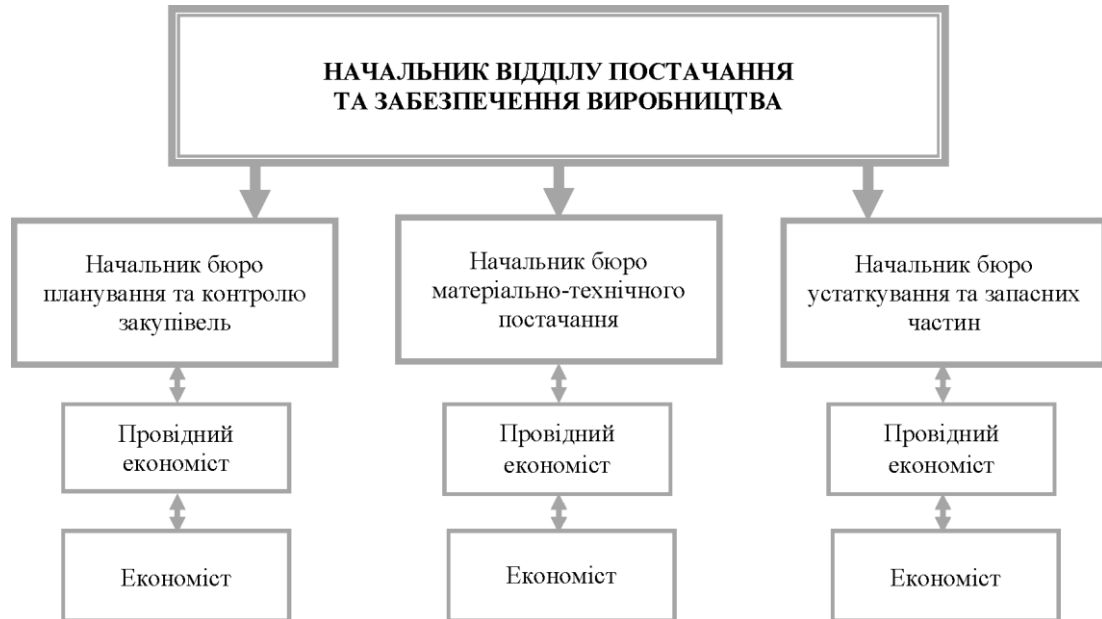 НАЧАЛЬНИК ВІДДІЛУ ПОСТАЧАННЯ
ТА ЗАБЕЗПЕЧЕННЯ ВИРОБНИЦТВА
Начальник бюро
планування та контролю
закупівель
Начальник бюро
матеріально-технічного
постачання
Начальник бюро
устаткування та запасних
частин
Провідний
економіст
Провідний
економіст
Провідний
економіст
Економіст
Економіст
Економіст